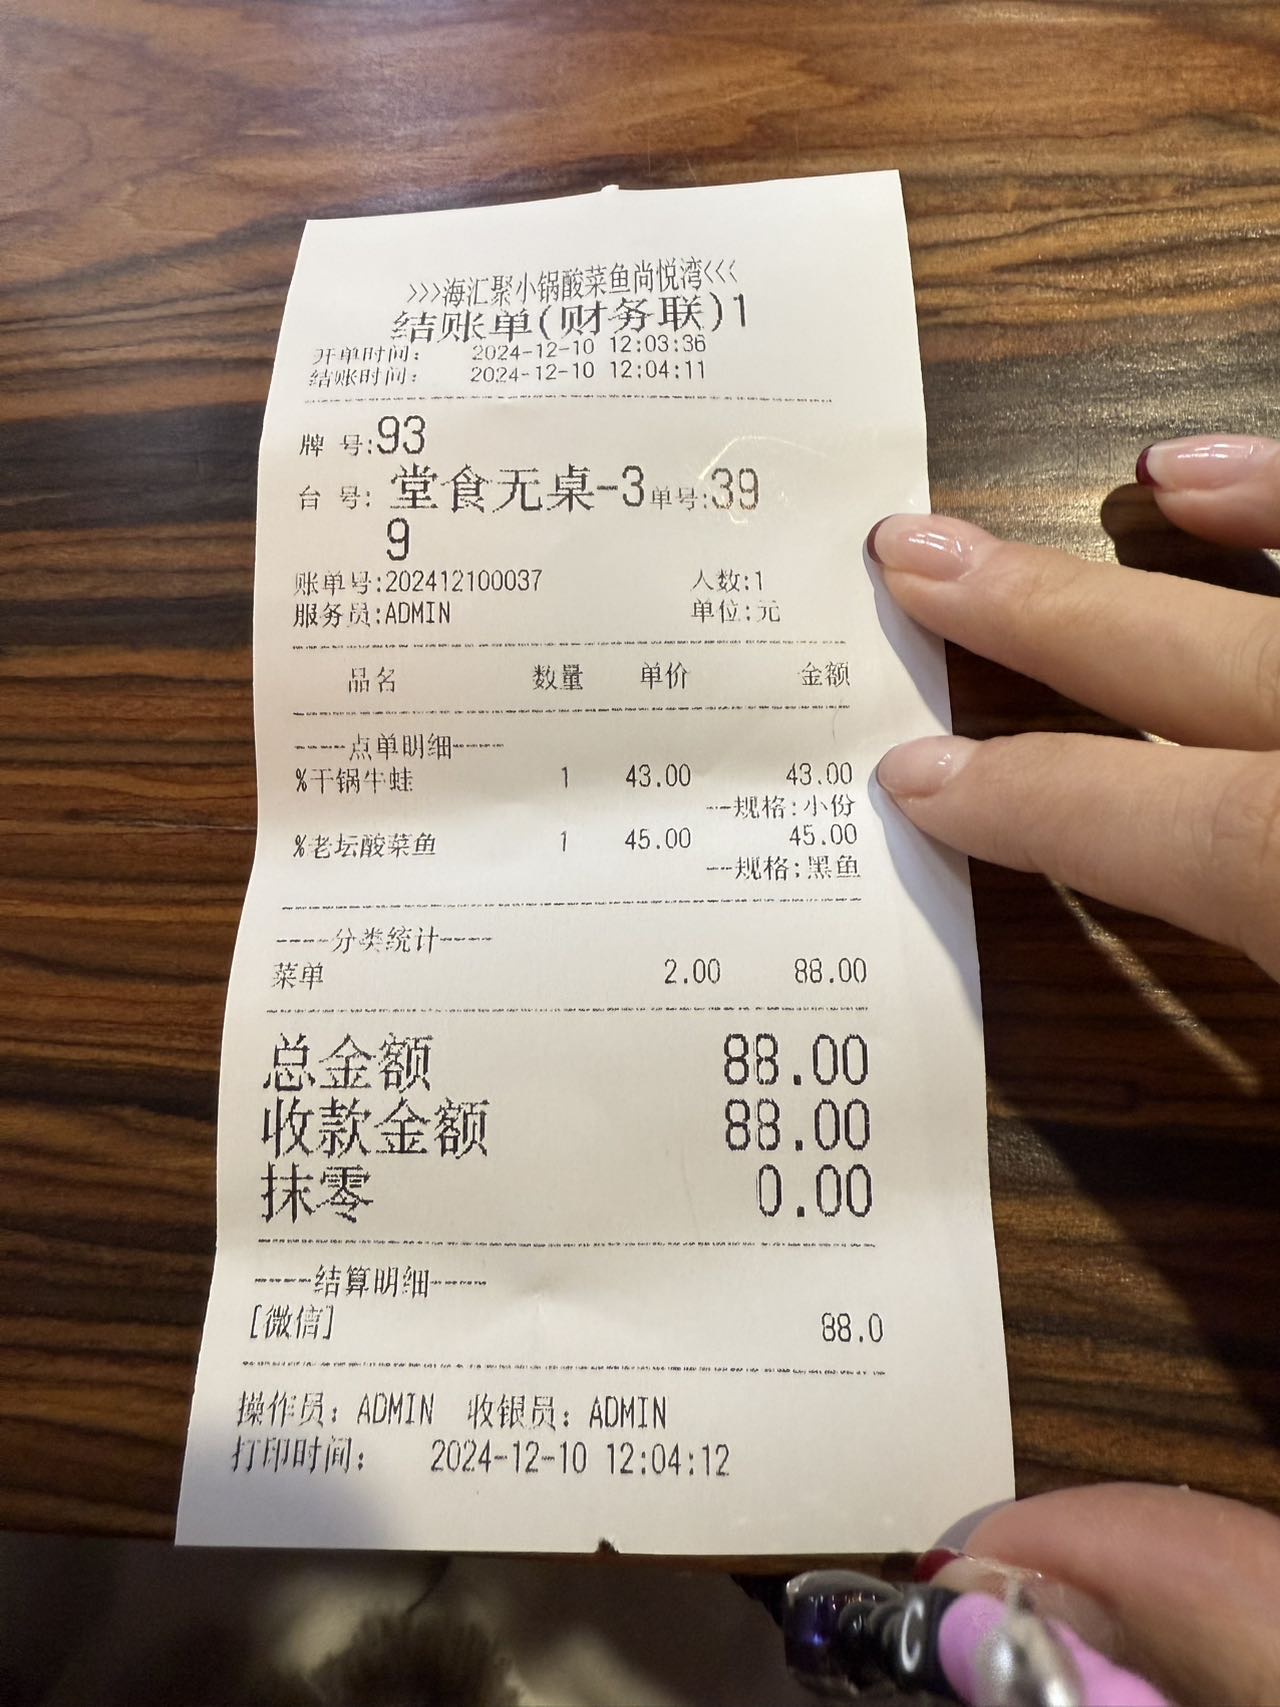 >>>海汇聚小锅酸菜鱼尚悦湾<<<
结账单(财务联)1
开单时间: 2024-12-10 12:03:36
结账时间: 2024-12-10 12:04:11
牌 号:93
台 号: 堂食无桌-3 单号:39
9
账单号:202412100037 人数:1
服务员:ADMIN 单位:元
品名 数量 单价 金额
-----点单明细-----
%干锅牛蛙 1 43.00 43.00
--规格:小份
%老坛酸菜鱼 1 45.00 45.00
--规格:黑鱼
-----分类统计-----
菜单 2.00 88.00
总金额 88.00
收款金额 88.00
抹零 0.00
-----结算明细-----
[微信] 88.0
操作员: ADMIN 收银员: ADMIN
打印时间: 2024-12-10 12:04:12